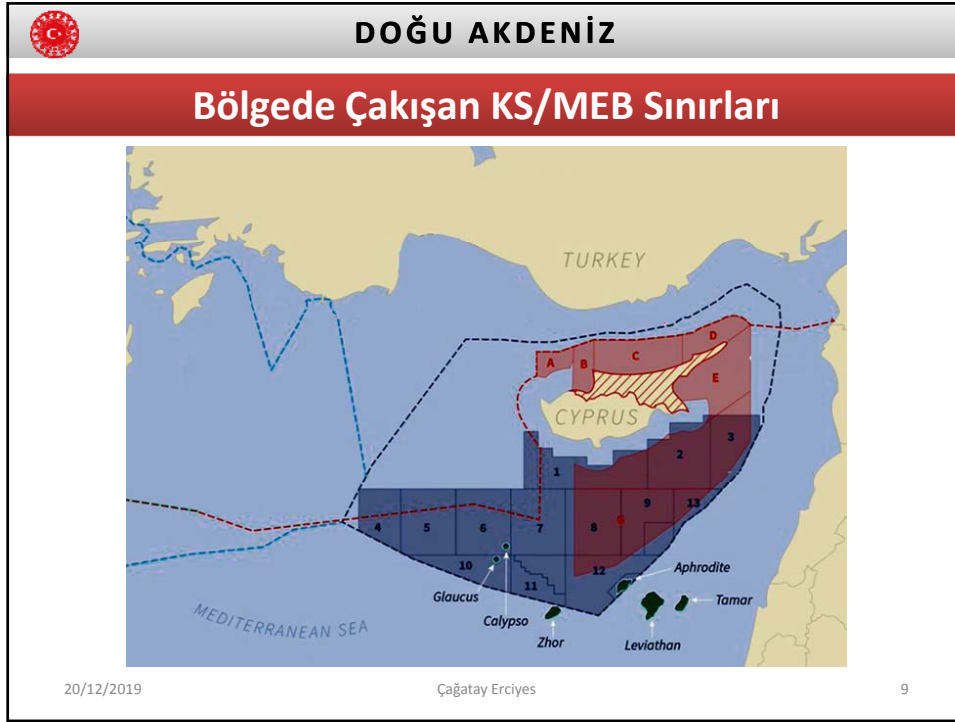 DOĞU AKDENİZ
Bölgede Çakışan KS/MEB Sınırları
TURKEY
D
A
B
C
E
CYPRUS
3
2
1
9
13
4
5
6
7
8
G
10
12
Aphrodite
11
Glaucus
Tamar
Calypso
MEDITERRANEAN SEA
Zhor
Leviathan
20/12/2019
Çağatay Erciyes
9